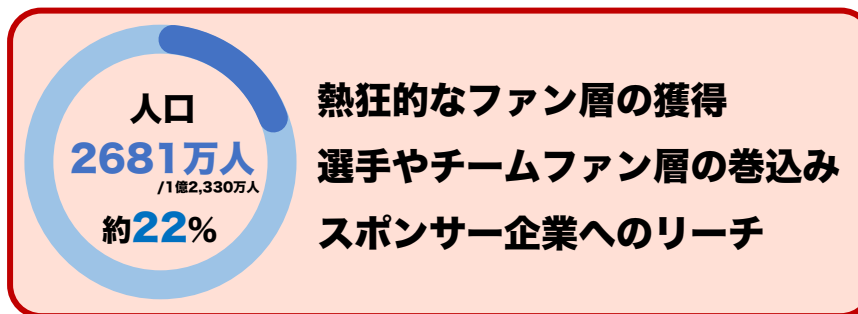 人口
2681万人
/1億2,330万人
約22%
熱狂的なファン層の獲得
選手やチームファン層の巻込み
スポンサー企業へのリーチ